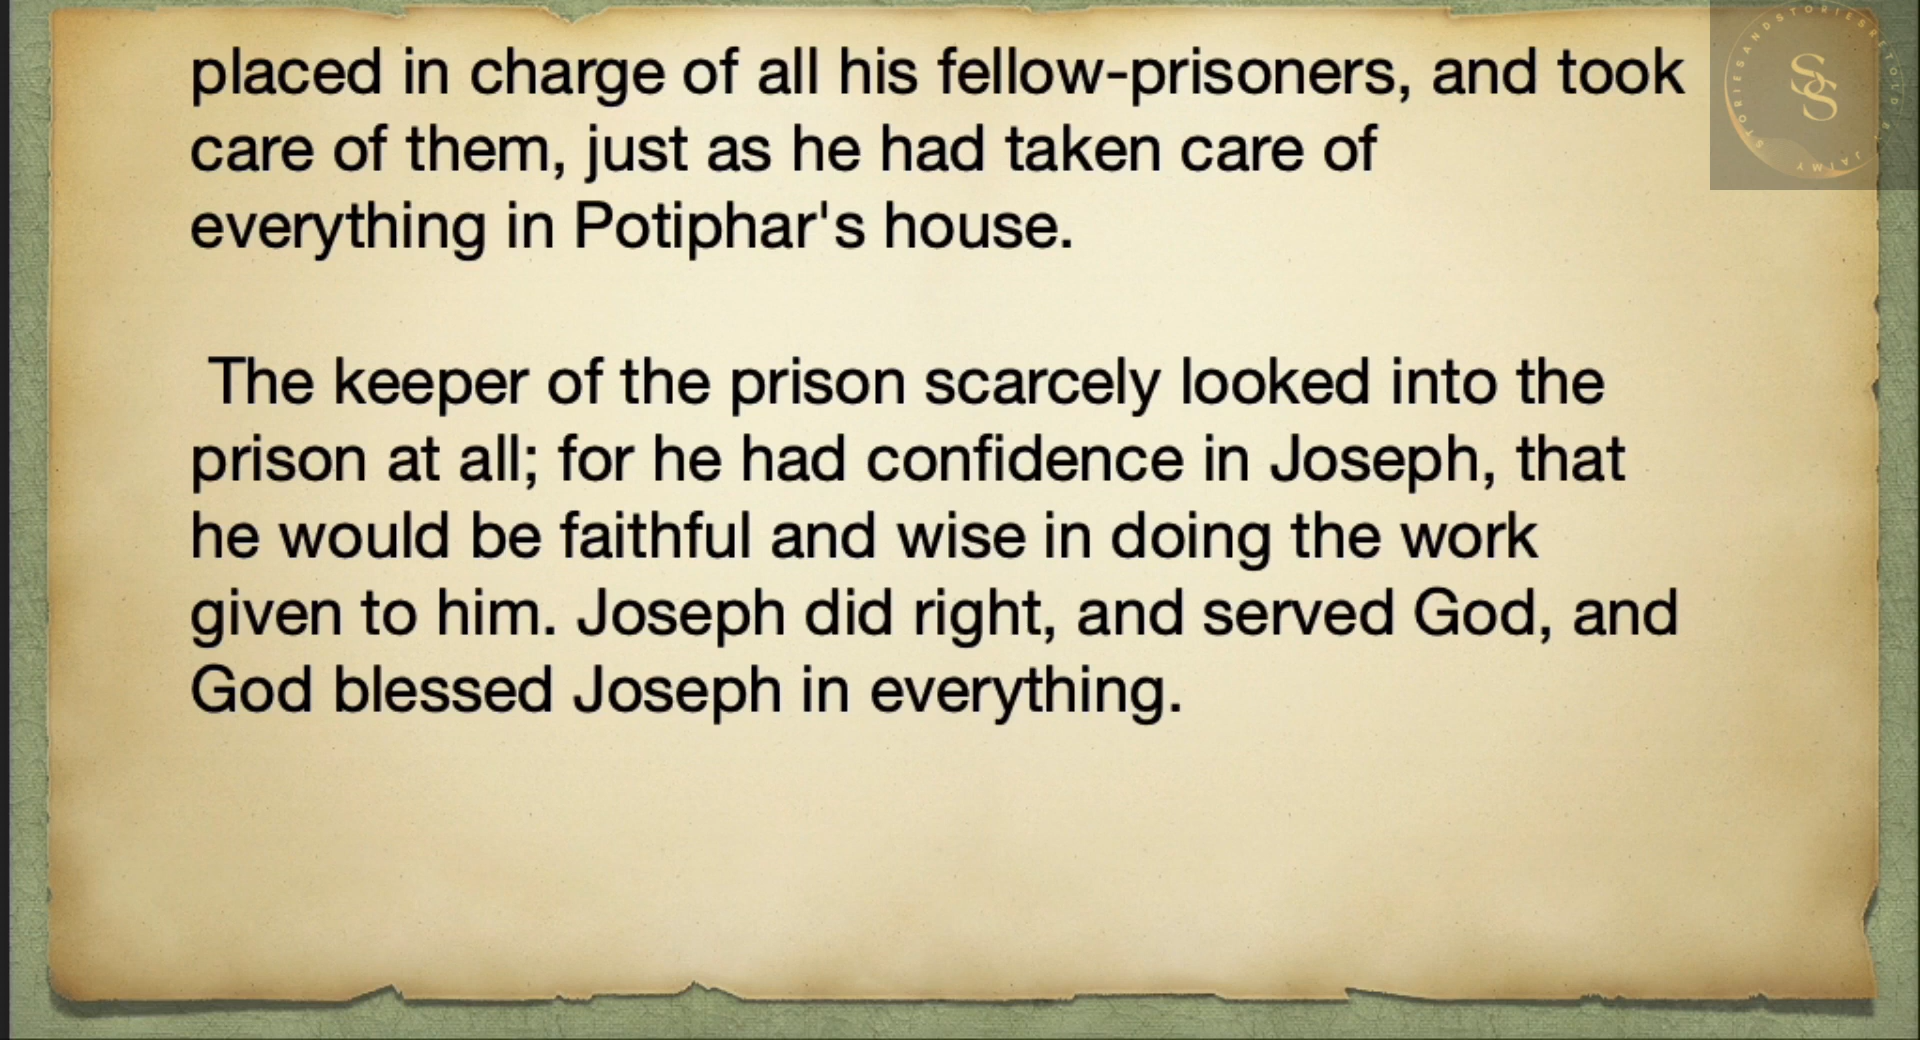 placed in charge of all his fellow-prisoners, and took
care of them, just as he had taken care of
everything in Potiphar's house.
The keeper of the prison scarcely looked into the
prison at all; for he had confidence in Joseph, that
he would be faithful and wise in doing the work
given to him. Joseph did right, and served God, and
God blessed Joseph in everything.
STORIESANDSTORIESRETOLD BY JAIMY
SS